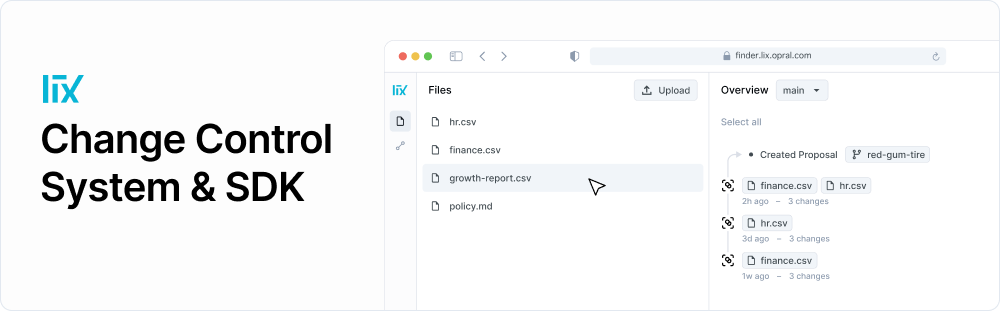 lix
Change Control
System & SDK
finder.lix.opral.com
lix
Files
Upload
hr.csv
finance.csv
growth-report.csv
policy.md
Overview
main
Select all
Created Proposal
red-gum-tire
finance.csv hr.csv
2h ago – 3 changes
hr.csv
3d ago – 3 changes
finance.csv
1w ago – 3 changes